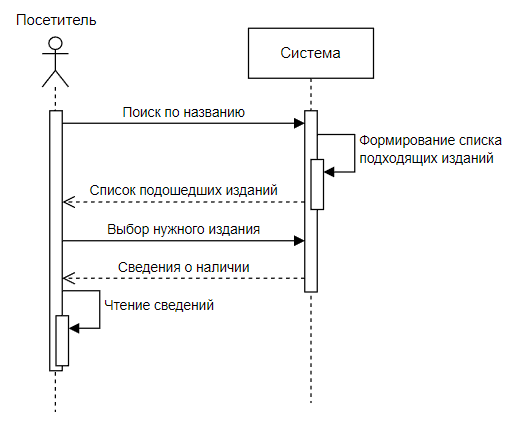 Посетитель
Система
Поиск по названию
Формирование списка
подходящих изданий
Список подошедших изданий
Выбор нужного издания
Сведения о наличии
Чтение сведений